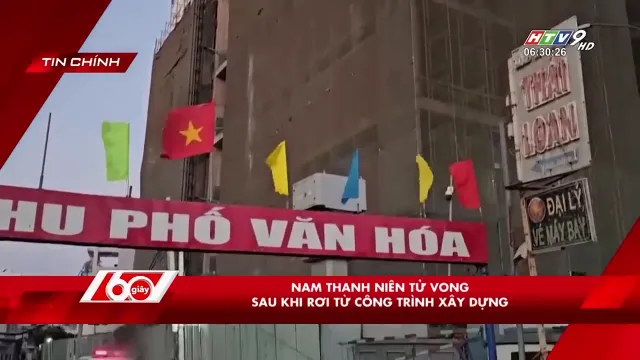 TIN CHÍNH
HTV9 HD
06:30:26
THÁI
LOAN
ĐẠI LÝ
VÉ MÁY BAY
HU PHỐ VĂN HÓA
60 giây
NAM THANH NIÊN TỬ VONG
SAU KHI RƠI TỪ CÔNG TRÌNH XÂY DỰNG